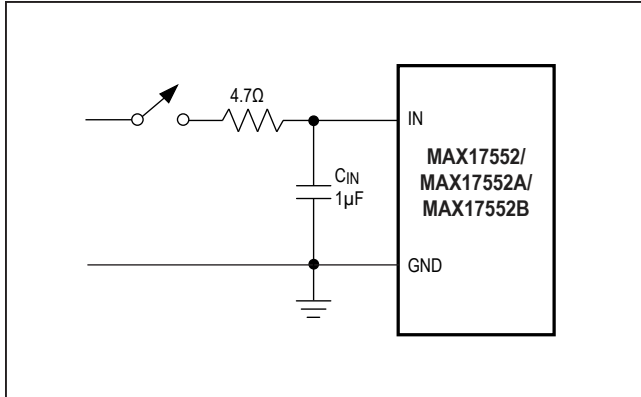 4.7Ω
IN
MAX17552/
MAX17552A/
MAX17552B
CIN
1µF
GND